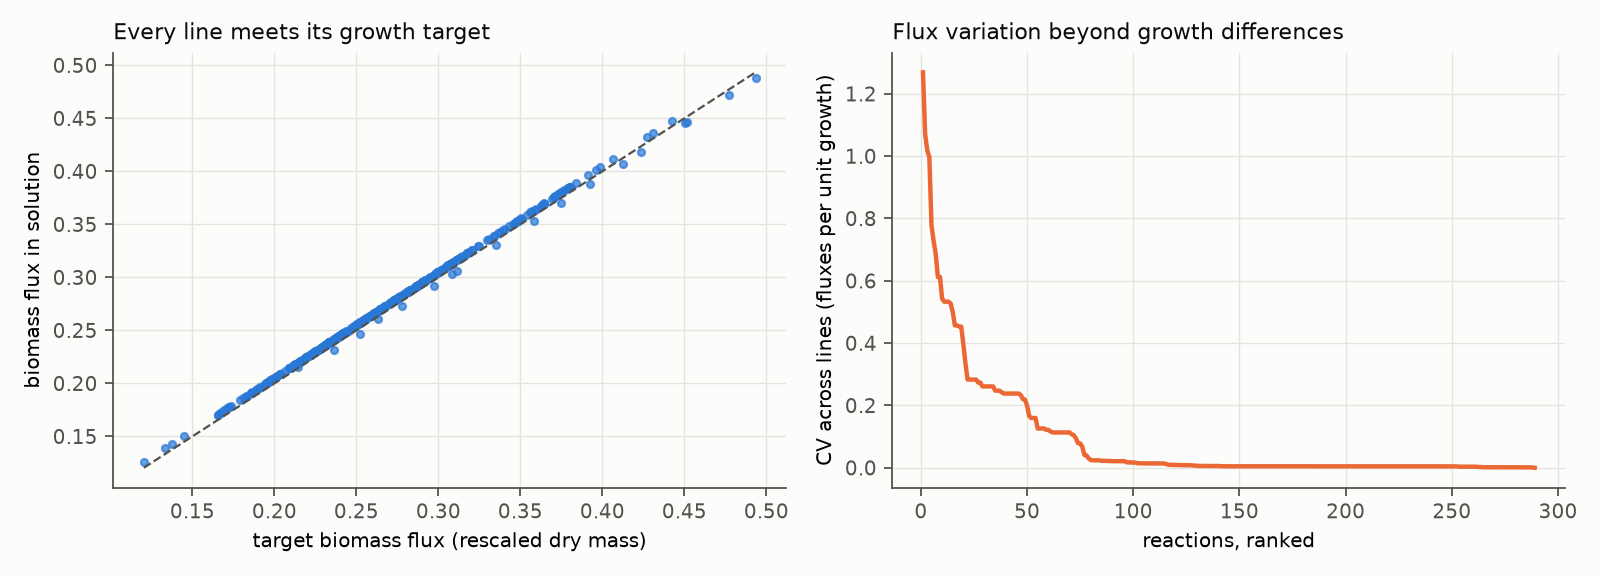 Every line meets its growth target
biomass flux in solution
0.50
0.45
0.40
0.35
0.30
0.25
0.20
0.15
0.15 0.20 0.25 0.30 0.35 0.40 0.45 0.50
target biomass flux (rescaled dry mass)
Flux variation beyond growth differences
CV across lines (fluxes per unit growth)
1.2
1.0
0.8
0.6
0.4
0.2
0.0
0 50 100 150 200 250 300
reactions, ranked